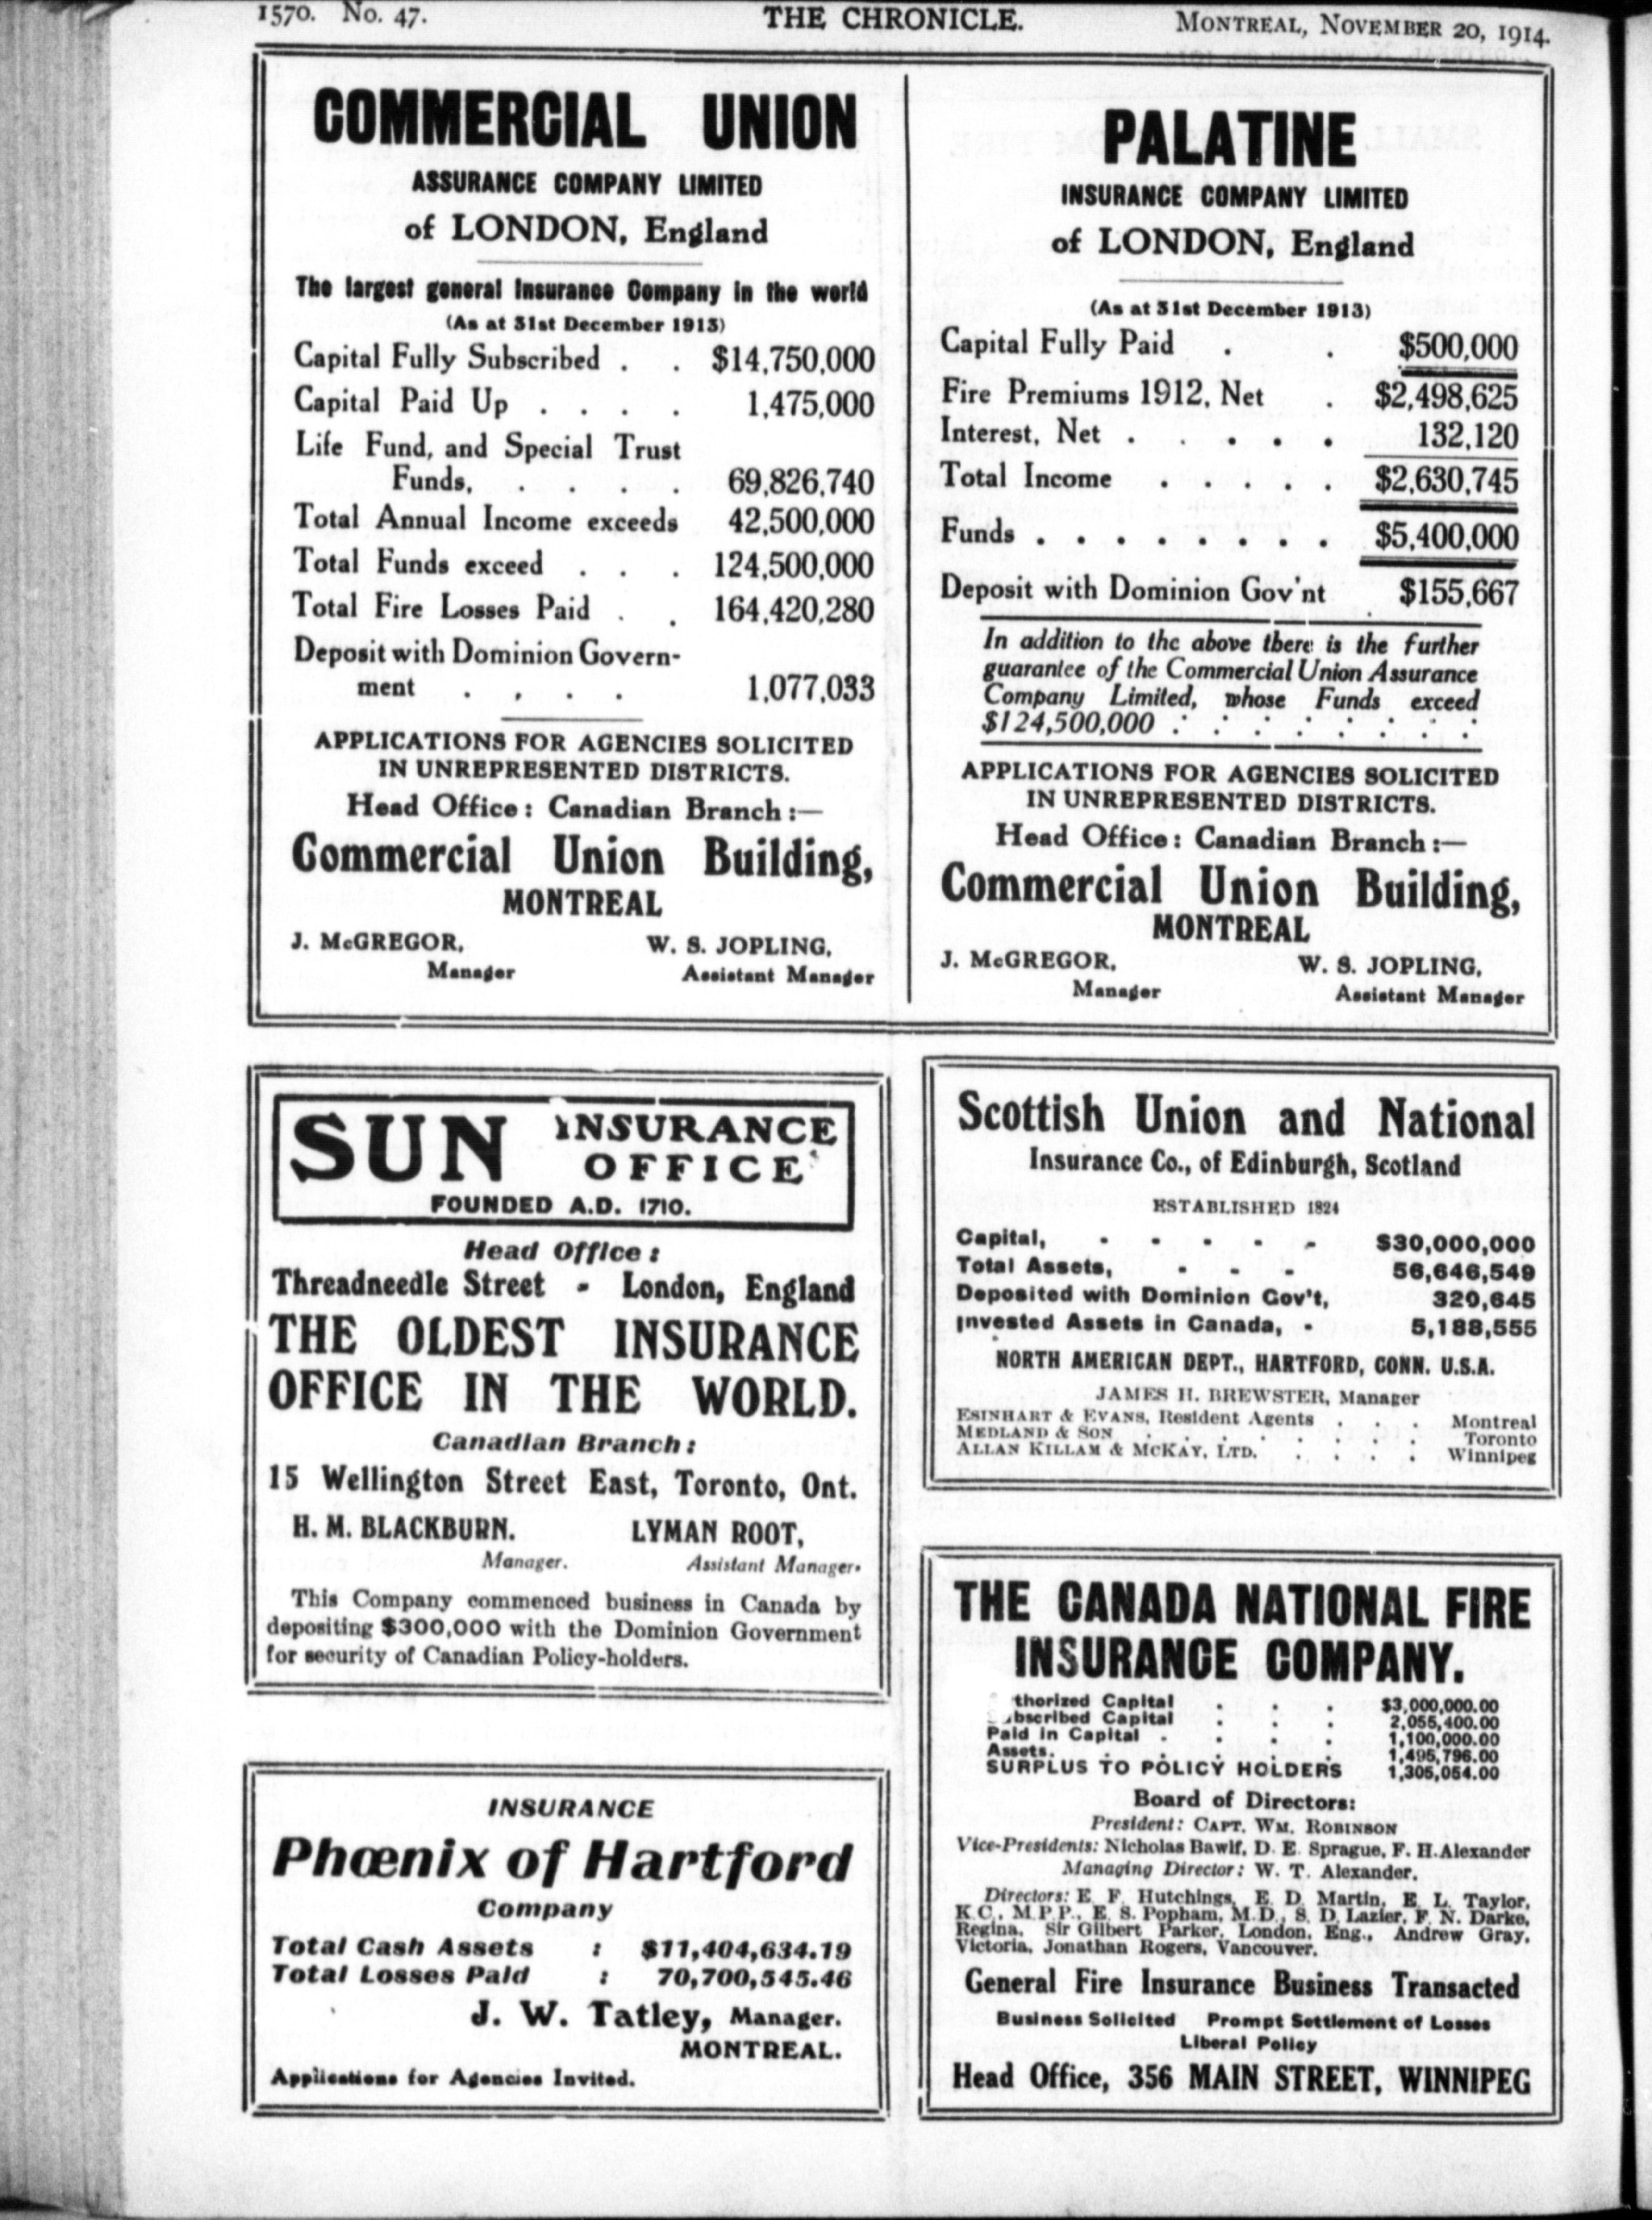 1570. No. 47. THE CHRONICLE. MONTREAL, NOVEMBER 20, 1914.
COMMERCIAL UNION
ASSURANCE COMPANY LIMITED
of LONDON, England
The largest general Insurance Company in the world
(As at 31st December 1913)
Capital Fully Subscribed . . $14,750,000
Capital Paid Up . . . . 1,475,000
Life Fund, and Special Trust
Funds, . . . . 69,826,740
Total Annual Income exceeds 42,500,000
Total Funds exceed . . . 124,500,000
Total Fire Losses Paid . . 164,420,280
Deposit with Dominion Govern-
ment . . . . 1,077,033
APPLICATIONS FOR AGENCIES SOLICITED
IN UNREPRESENTED DISTRICTS.
Head Office: Canadian Branch:—
Commercial Union Building,
MONTREAL
J. McGREGOR, W. S. JOPLING,
Manager Assistant Manager
PALATINE
INSURANCE COMPANY LIMITED
of LONDON, England
(As at 31st December 1913)
Capital Fully Paid . . $500,000
Fire Premiums 1912, Net . $2,498,625
Interest, Net . . . . . 132,120
Total Income . . . . . $2,630,745
Funds . . . . . . . . . $5,400,000
Deposit with Dominion Gov'nt $155,667
In addition to the above there is the further
guarantee of the Commercial Union Assurance
Company Limited, whose Funds exceed
$124,500,000 : : : : : : : :
APPLICATIONS FOR AGENCIES SOLICITED
IN UNREPRESENTED DISTRICTS.
Head Office: Canadian Branch:—
Commercial Union Building,
MONTREAL
J. McGREGOR, W. S. JOPLING,
Manager Assistant Manager
SUN INSURANCE
OFFICE
FOUNDED A.D. 1710.
Head Office:
Threadneedle Street - London, England
THE OLDEST INSURANCE
OFFICE IN THE WORLD.
Canadian Branch:
15 Wellington Street East, Toronto, Ont.
H. M. BLACKBURN. LYMAN ROOT,
Manager. Assistant Manager.
This Company commenced business in Canada by
depositing $300,000 with the Dominion Government
for security of Canadian Policy-holders.
INSURANCE
Phœnix of Hartford
Company
Total Cash Assets : $11,404,634.19
Total Losses Paid : 70,700,545.46
J. W. Tatley, Manager.
MONTREAL.
Applications for Agencies Invited.
Scottish Union and National
Insurance Co., of Edinburgh, Scotland
ESTABLISHED 1824
Capital, - - - - - $30,000,000
Total Assets, - - - 56,646,549
Deposited with Dominion Gov't, 320,645
Invested Assets in Canada, - 5,188,555
NORTH AMERICAN DEPT., HARTFORD, CONN. U.S.A.
JAMES H. BREWSTER, Manager
ESINHART & EVANS, Resident Agents . . . Montreal
MEDLAND & SON . . . . . . Toronto
ALLAN KILLAM & McKAY, LTD. . . . . Winnipeg
THE CANADA NATIONAL FIRE
INSURANCE COMPANY.
thorized Capital . . . $3,000,000.00
bscribed Capital . . . 2,055,400.00
Paid in Capital . . . . 1,100,000.00
Assets. . . . . . 1,495,796.00
SURPLUS TO POLICY HOLDERS 1,305,054.00
Board of Directors:
President: CAPT. WM. ROBINSON
Vice-Presidents: Nicholas Bawlf, D. E. Sprague, F. H. Alexander
Managing Director: W. T. Alexander.
Directors: E. F. Hutchings, E. D. Martin, E. L. Taylor,
K.C., M.P.P., E. S. Popham, M.D., S. D. Lazier, F. N. Darke,
Regina, Sir Gilbert Parker, London, Eng., Andrew Gray,
Victoria, Jonathan Rogers, Vancouver.
General Fire Insurance Business Transacted
Business Solicited Prompt Settlement of Losses
Liberal Policy
Head Office, 356 MAIN STREET, WINNIPEG